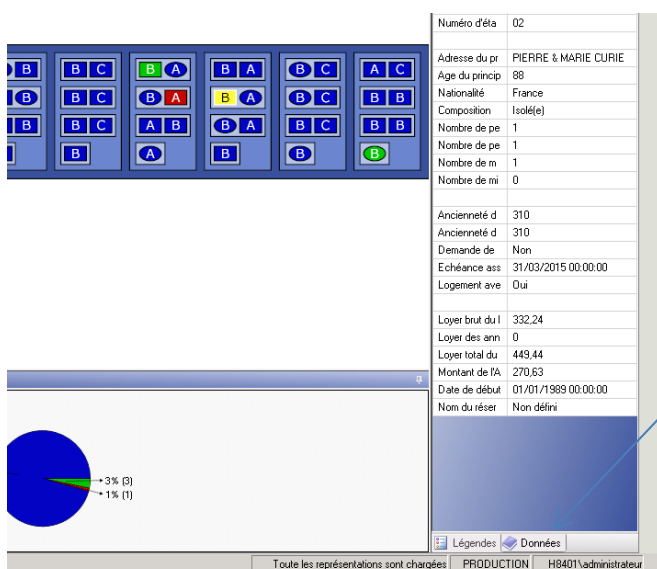 Numéro d'éta 02
Adresse du pr PIERRE & MARIE CURIE
Age du princip 88
Nationalité France
Composition Isolé(e)
Nombre de pe 1
Nombre de pe 1
Nombre de m 1
Nombre de mi 0
Ancienneté d 310
Ancienneté d 310
Demande de Non
Echéance ass 31/03/2015 00:00:00
Logement ave Oui
Loyer brut du l 332,24
Loyer des ann 0
Loyer total du 449,44
Montant de l'A 270,63
Date de début 01/01/1989 00:00:00
Nom du réser Non défini
B B C B A B A B C A C
B B C B A B A B C B B
B B C A B B A B C B B
B A B B B
3% (3)
1% (1)
Légendes Données
Toute les représentations sont chargées PRODUCTION H8401\administrateur